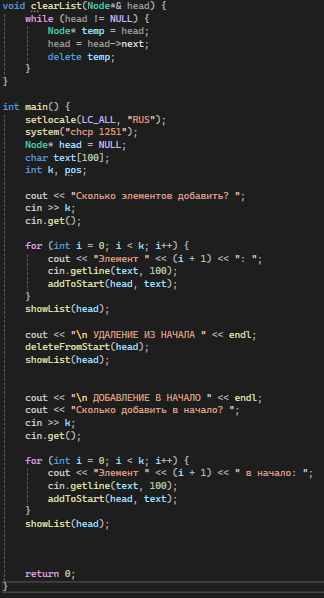 void clearList(Node*& head) {
    while (head != NULL) {
        Node* temp = head;
        head = head->next;
        delete temp;
    }
}

int main() {
    setlocale(LC_ALL, "RUS");
    system("chcp 1251");
    Node* head = NULL;
    char text[100];
    int k, pos;

    cout << "Сколько элементов добавить? ";
    cin >> k;
    cin.get();

    for (int i = 0; i < k; i++) {
        cout << "Элемент " << (i + 1) << ": ";
        cin.getline(text, 100);
        addToStart(head, text);
    }
    showList(head);

    cout << "\n УДАЛЕНИЕ ИЗ НАЧАЛА " << endl;
    deleteFromStart(head);
    showList(head);


    cout << "\n ДОБАВЛЕНИЕ В НАЧАЛО " << endl;
    cout << "Сколько добавить в начало? ";
    cin >> k;
    cin.get();

    for (int i = 0; i < k; i++) {
        cout << "Элемент " << (i + 1) << " в начало: ";
        cin.getline(text, 100);
        addToStart(head, text);
    }
    showList(head);



    return 0;
}